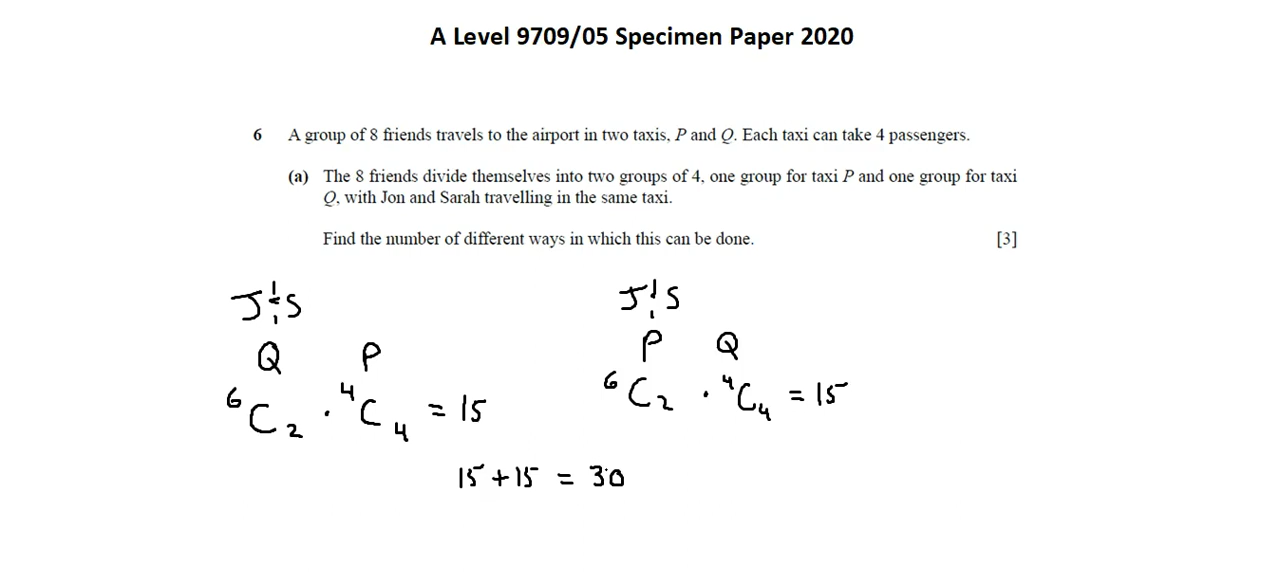 A Level 9709/05 Specimen Paper 2020
6 A group of 8 friends travels to the airport in two taxis, P and Q. Each taxi can take 4 passengers.
(a) The 8 friends divide themselves into two groups of 4, one group for taxi P and one group for taxi
Q, with Jon and Sarah travelling in the same taxi.
Find the number of different ways in which this can be done. [3]
J & S
Q P
⁶C₂ · ⁴C₄ = 15
J & S
P Q
⁶C₂ · ⁴C₄ = 15
15 + 15 = 30